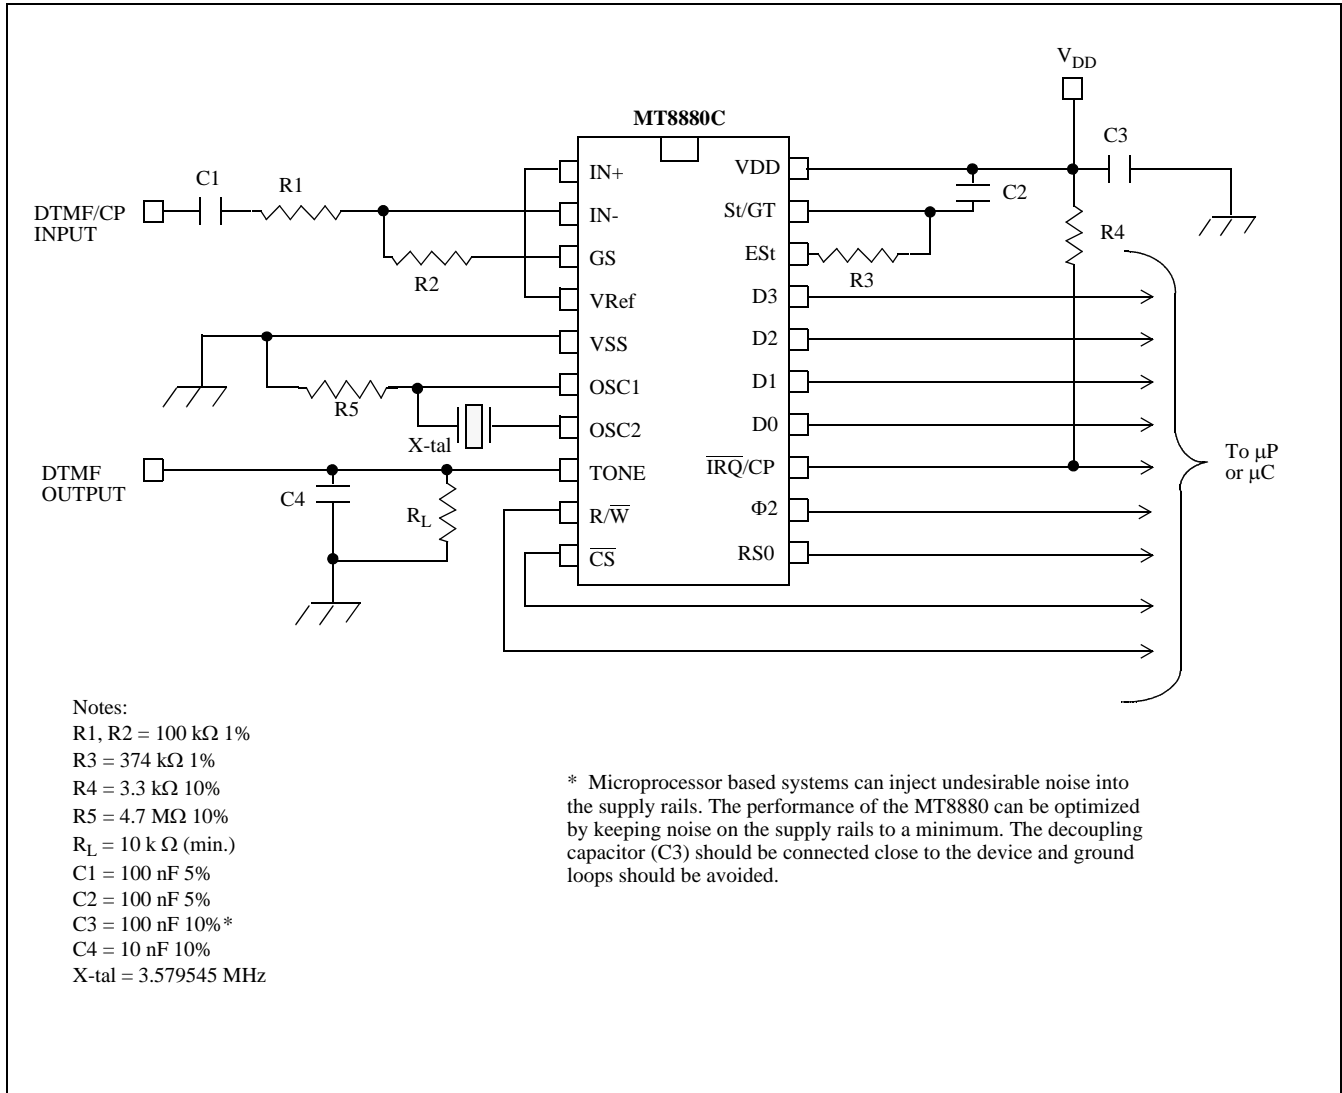 V_DD
MT8880C
C3
C1
R1
IN+
VDD
C2
DTMF/CP
INPUT
IN-
St/GT
R4
GS
ESt
R2
R3
VRef
D3
VSS
D2
OSC1
D1
R5
X-tal
OSC2
D0
DTMF
OUTPUT
TONE
I̅R̅Q̅/CP
To µP
or µC
C4
R_L
R/W̅
Φ2
C̅S̅
RS0
Notes:
R1, R2 = 100 kΩ 1%
R3 = 374 kΩ 1%
R4 = 3.3 kΩ 10%
R5 = 4.7 MΩ 10%
R_L = 10 k Ω (min.)
C1 = 100 nF 5%
C2 = 100 nF 5%
C3 = 100 nF 10%*
C4 = 10 nF 10%
X-tal = 3.579545 MHz
* Microprocessor based systems can inject undesirable noise into
the supply rails. The performance of the MT8880 can be optimized
by keeping noise on the supply rails to a minimum. The decoupling
capacitor (C3) should be connected close to the device and ground
loops should be avoided.